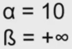 α = 10
ß = +∞